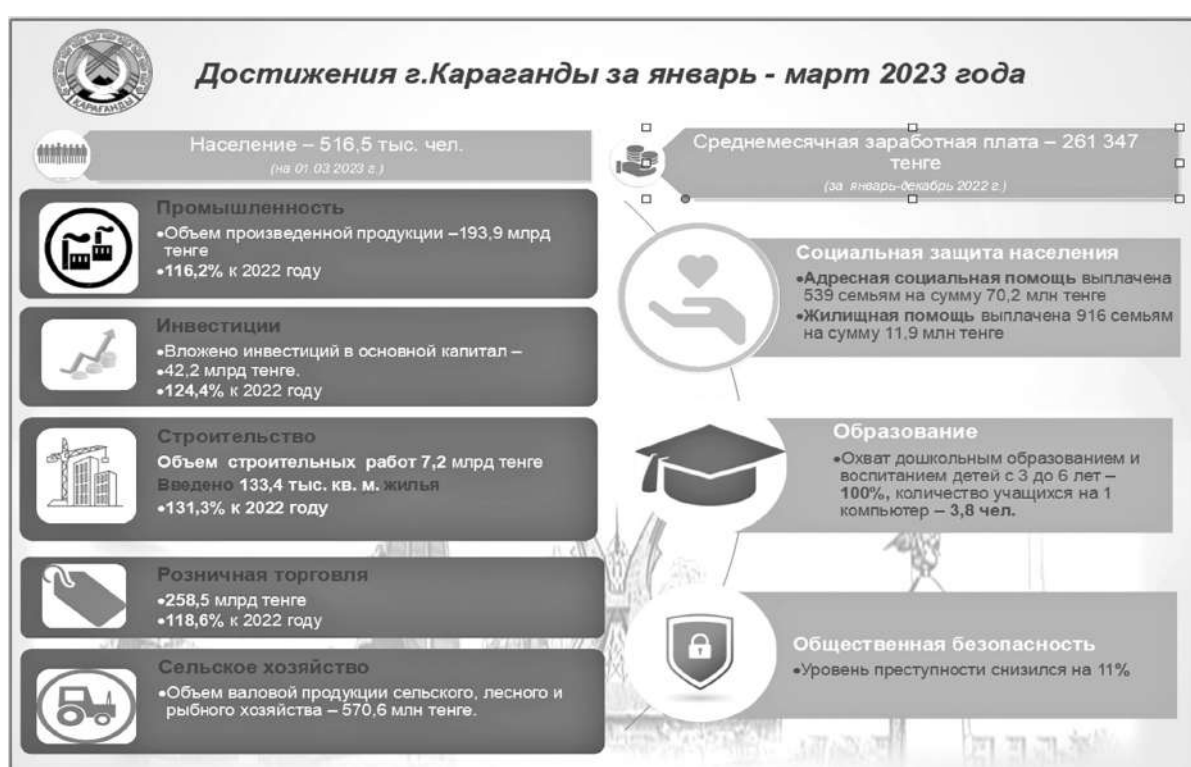 КАРАГАНДЫ
Достижения г.Караганды за январь - март 2023 года
Население – 516,5 тыс. чел.
(на 01 03 2023 г.)
Промышленность
•Объем произведенной продукции –193,9 млрд
тенге
•116,2% к 2022 году
Инвестиции
•Вложено инвестиций в основной капитал –
•42,2 млрд тенге.
•124,4% к 2022 году
Строительство
Объем строительных работ 7,2 млрд тенге
Введено 133,4 тыс. кв. м. жилья
•131,3% к 2022 году
Розничная торговля
•258,5 млрд тенге
•118,6% к 2022 году
Сельское хозяйство
•Объем валовой продукции сельского, лесного и
рыбного хозяйства – 570,6 млн тенге.
Среднемесячная заработная плата – 261 347
тенге
(за январь-декабрь 2022 г.)
Социальная защита населения
•Адресная социальная помощь выплачена
539 семьям на сумму 70,2 млн тенге
•Жилищная помощь выплачена 916 семьям
на сумму 11,9 млн тенге
Образование
•Охват дошкольным образованием и
воспитанием детей с 3 до 6 лет –
100%, количество учащихся на 1
компьютер – 3,8 чел.
Общественная безопасность
•Уровень преступности снизился на 11%